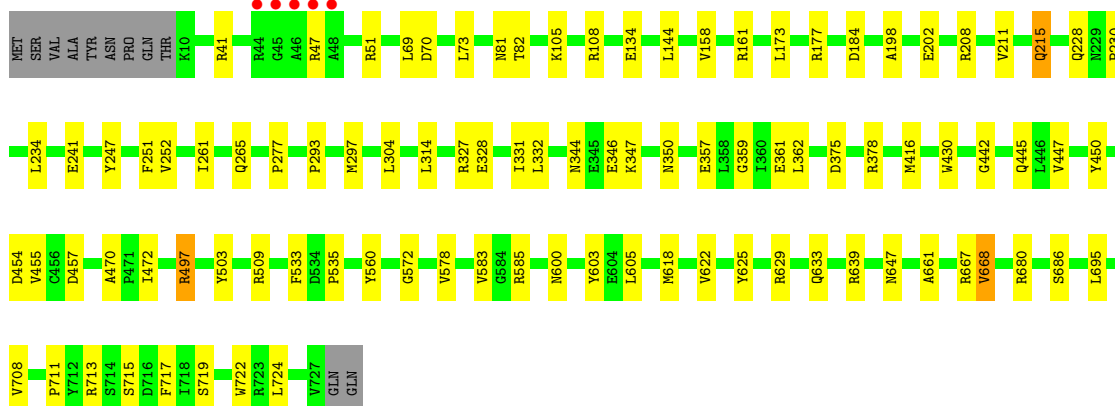 MET SER VAL ALA TYR ASN PRO GLN THR K10 R41 R44 G45 A46 R47 A48 R51 L69 D70 L73 N81 T82 K105 R108 E134 L144 V158 R161 L173 R177 D184 A198 E202 R208 V211 Q215 Q228 N229
L234 E241 Y247 F251 V252 I261 Q265 P277 P293 M297 L304 L314 R327 E328 I331 L332 N344 E345 E346 K347 N350 E357 L358 G359 I360 E361 L362 D375 R378 M416 W430 G442 Q445 L446 V447 Y450
D454 V455 C456 D457 A470 P471 I472 R497 Y503 R509 F533 D534 P535 Y560 G572 V578 V583 G584 R585 N600 Y603 E604 L605 M618 V622 Y625 R629 Q633 R639 N647 A661 R667 V668 R680 S686 L695
V708 P711 Y712 R713 S714 S715 D716 F717 I718 S719 W722 R723 L724 V727 GLN GLN